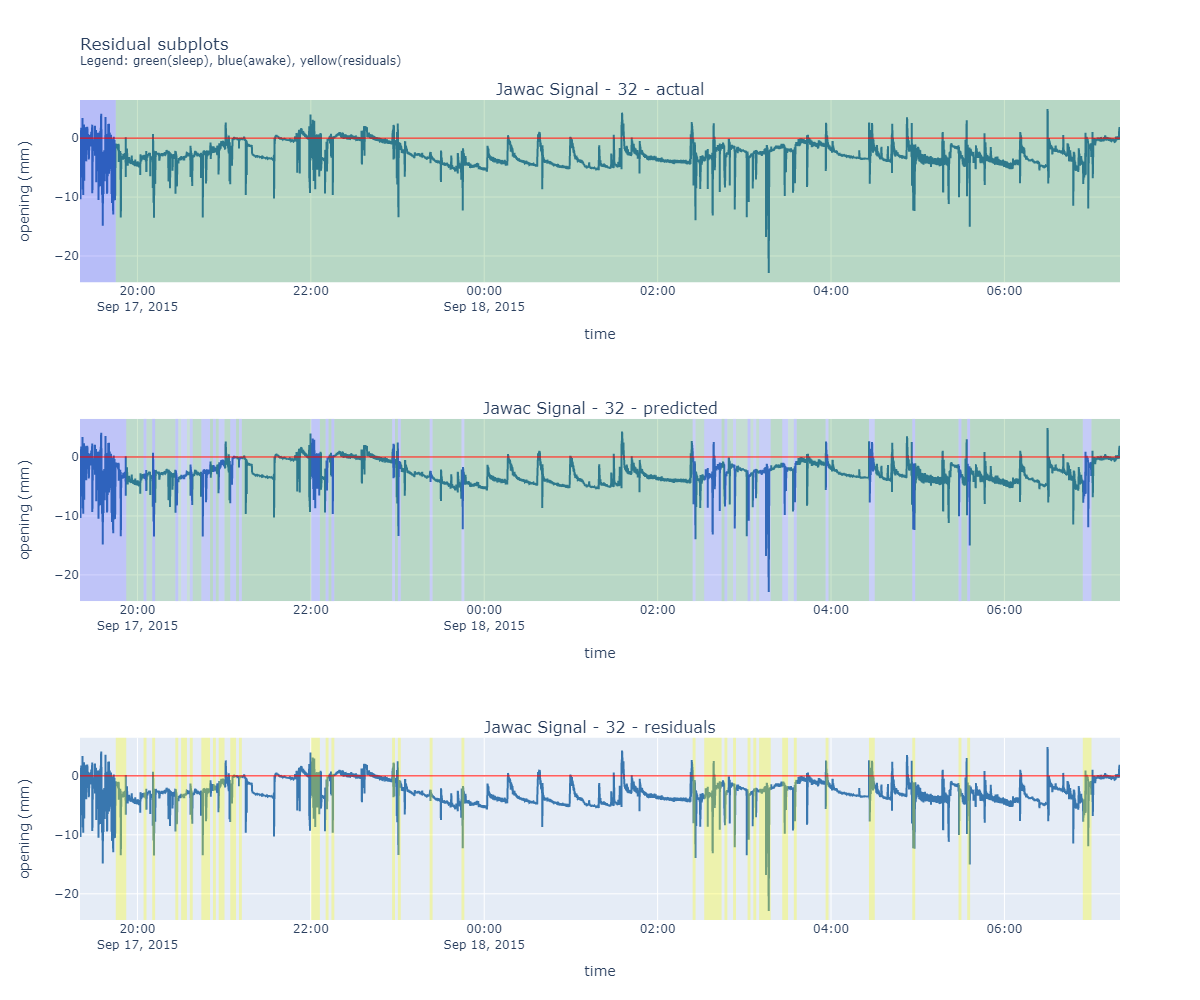 Residual subplots
Legend: green(sleep), blue(awake), yellow(residuals)
Jawac Signal - 32 - actual
0
−10
−20
opening (mm)
20:00 22:00 00:00 02:00 04:00 06:00
Sep 17, 2015 Sep 18, 2015
time
Jawac Signal - 32 - predicted
0
−10
−20
opening (mm)
20:00 22:00 00:00 02:00 04:00 06:00
Sep 17, 2015 Sep 18, 2015
time
Jawac Signal - 32 - residuals
0
−10
−20
opening (mm)
20:00 22:00 00:00 02:00 04:00 06:00
Sep 17, 2015 Sep 18, 2015
time